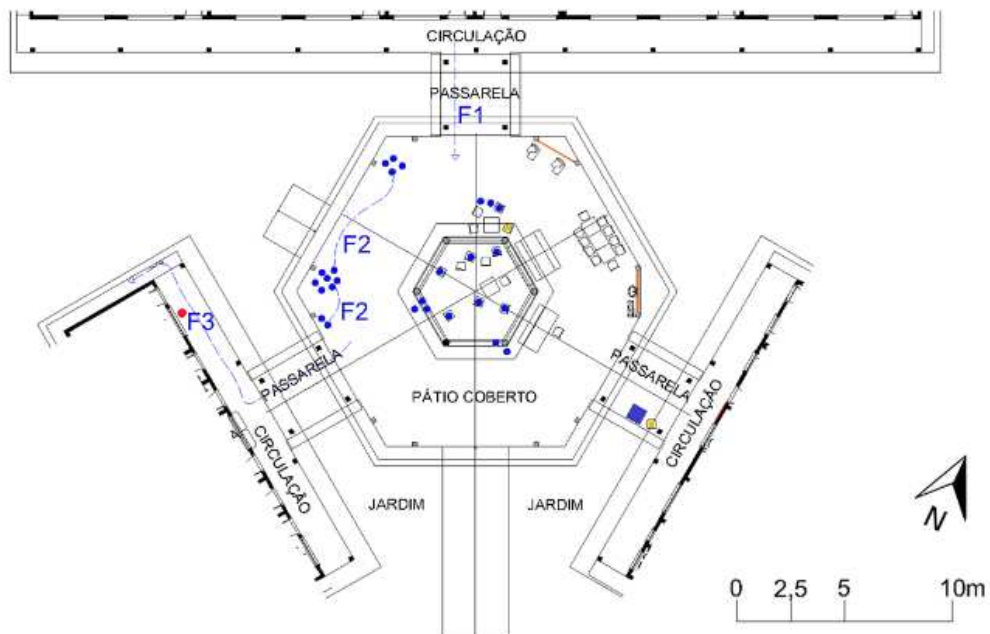 CIRCULAÇÃO
PASSARELA
F1
F2
F2
F3
PASSARELA
PASSARELA
PÁTIO COBERTO
CIRCULAÇÃO
CIRCULAÇÃO
JARDIM
JARDIM
N
0 2,5 5 10m